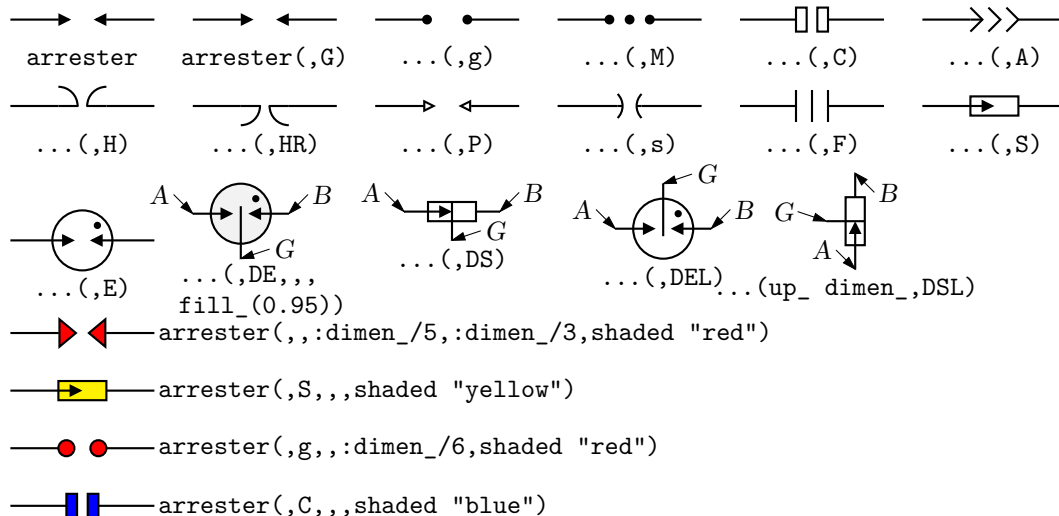 arrester arrester(,G) ...(,g) ...(,M) ...(,C) ...(,A)
...(,H) ...(,HR) ...(,P) ...(,s) ...(,F) ...(,S)
A B G
A B G
A B G
A B G
...(,E) ...(,DE,,, ...(,DS) ...(,DEL) ...(up_ dimen_,DSL)
fill_(0.95))
arrester(,,:dimen_/5,:dimen_/3,shaded "red")
arrester(,S,,,shaded "yellow")
arrester(,g,,:dimen_/6,shaded "red")
arrester(,C,,,shaded "blue")